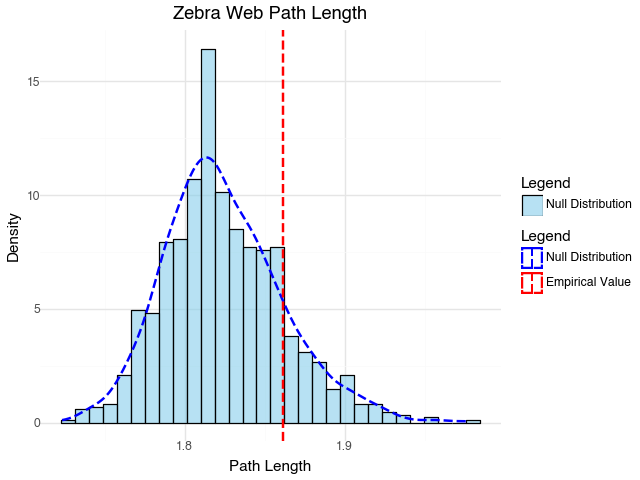 Zebra Web Path Length
Density
15
10
5
0
1.8
1.9
Path Length
Legend
Null Distribution
Legend
Null Distribution
Empirical Value